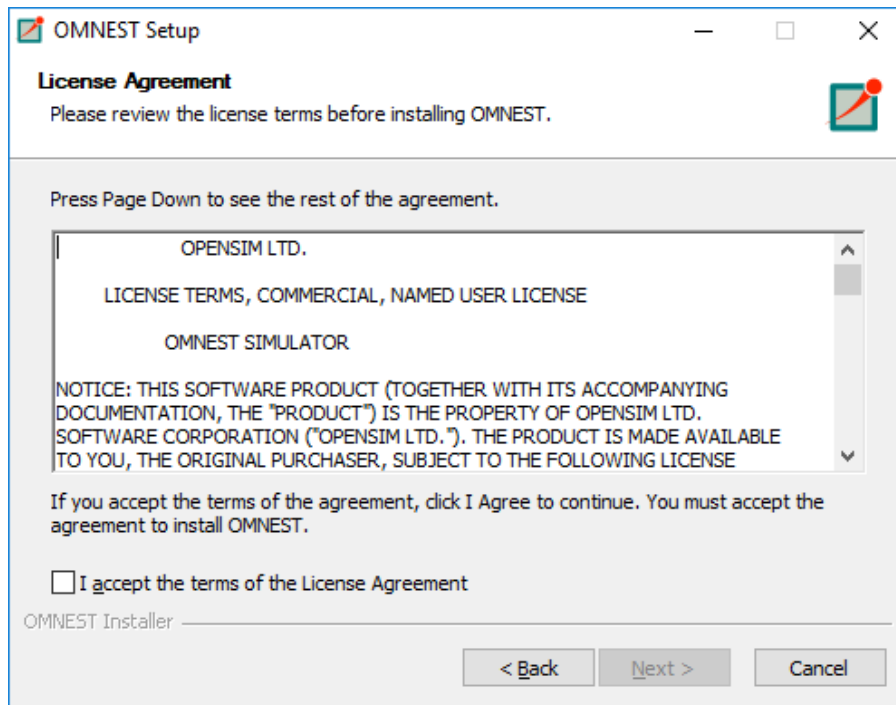 OMNEST Setup
License Agreement
Please review the license terms before installing OMNEST.
Press Page Down to see the rest of the agreement.
OPENSIM LTD.
LICENSE TERMS, COMMERCIAL, NAMED USER LICENSE
OMNEST SIMULATOR
NOTICE: THIS SOFTWARE PRODUCT (TOGETHER WITH ITS ACCOMPANYING
DOCUMENTATION, THE "PRODUCT") IS THE PROPERTY OF OPENSIM LTD.
SOFTWARE CORPORATION ("OPENSIM LTD."). THE PRODUCT IS MADE AVAILABLE
TO YOU, THE ORIGINAL PURCHASER, SUBJECT TO THE FOLLOWING LICENSE
If you accept the terms of the agreement, click I Agree to continue. You must accept the
agreement to install OMNEST.
I accept the terms of the License Agreement
OMNEST Installer
< Back Next > Cancel